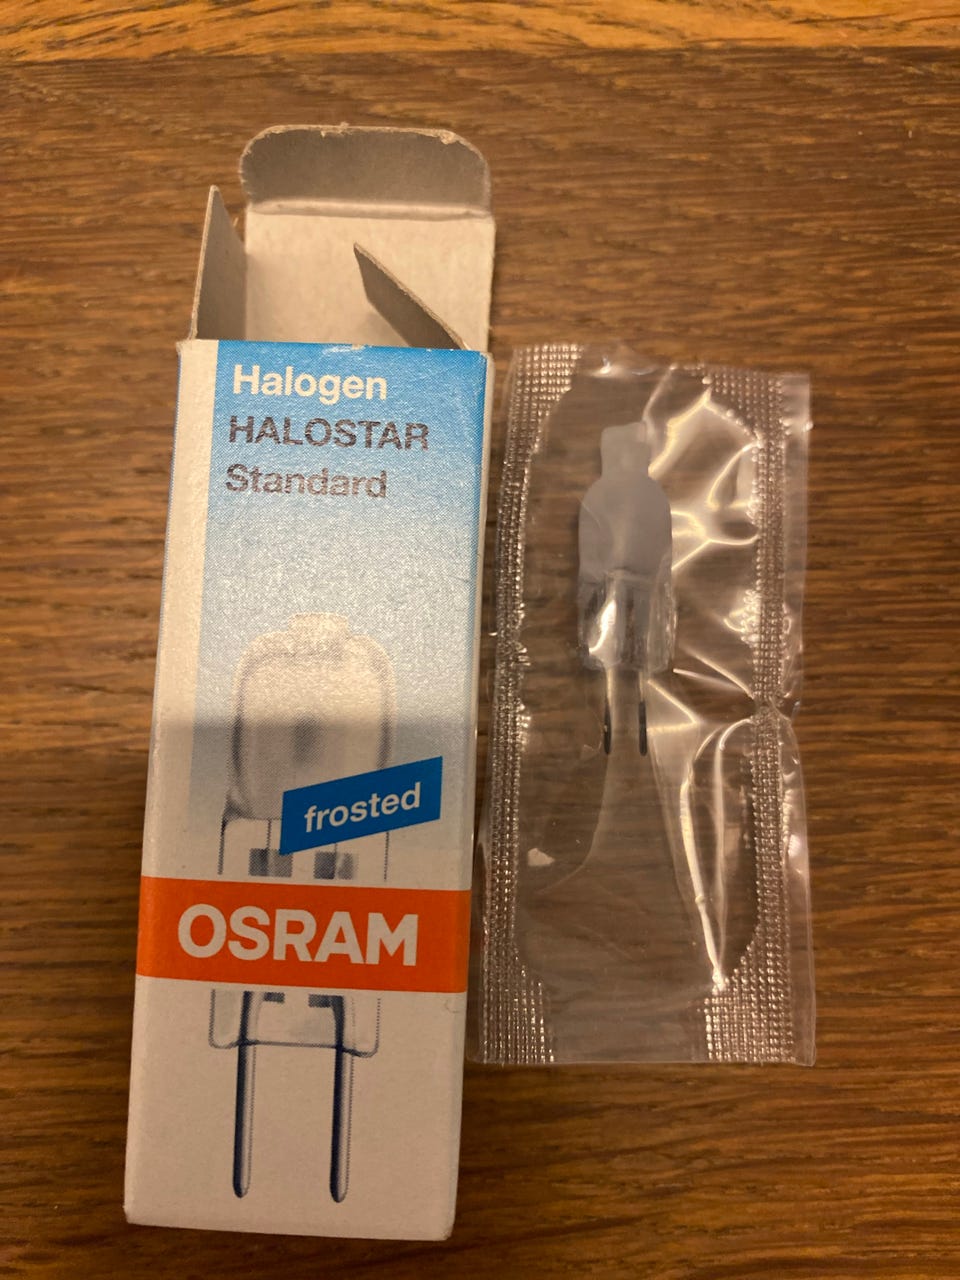 Halogen
HALOSTAR
Standard
frosted
OSRAM